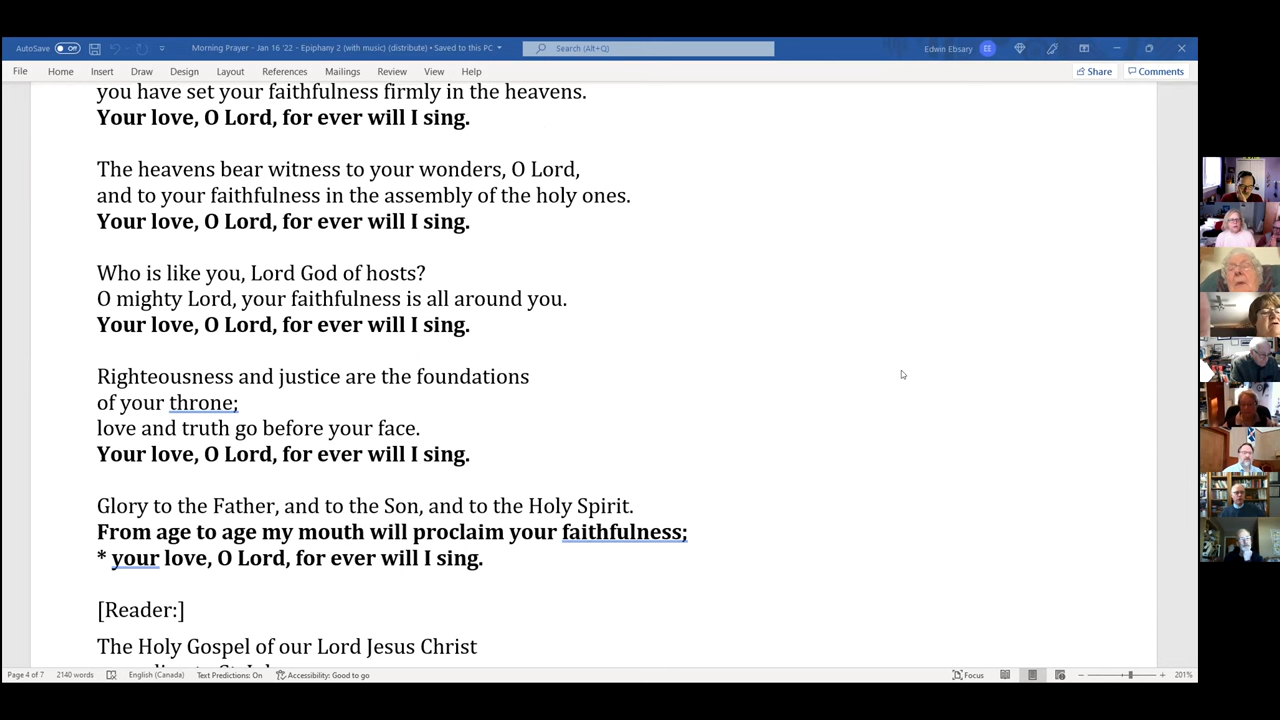 AutoSave Off Morning Prayer - Jan 16 '22 - Epiphany 2 (with music) (distribute) • Saved to this PC Search (Alt+Q) Edwin Ebsary EE
File Home Insert Draw Design Layout References Mailings Review View Help Share Comments
you have set your faithfulness firmly in the heavens.
Your love, O Lord, for ever will I sing.
The heavens bear witness to your wonders, O Lord,
and to your faithfulness in the assembly of the holy ones.
Your love, O Lord, for ever will I sing.
Who is like you, Lord God of hosts?
O mighty Lord, your faithfulness is all around you.
Your love, O Lord, for ever will I sing.
Righteousness and justice are the foundations
of your throne;
love and truth go before your face.
Your love, O Lord, for ever will I sing.
Glory to the Father, and to the Son, and to the Holy Spirit.
From age to age my mouth will proclaim your faithfulness;
* your love, O Lord, for ever will I sing.
[Reader:]
The Holy Gospel of our Lord Jesus Christ
Page 4 of 7 2140 words English (Canada) Text Predictions: On Accessibility: Good to go Focus 201%